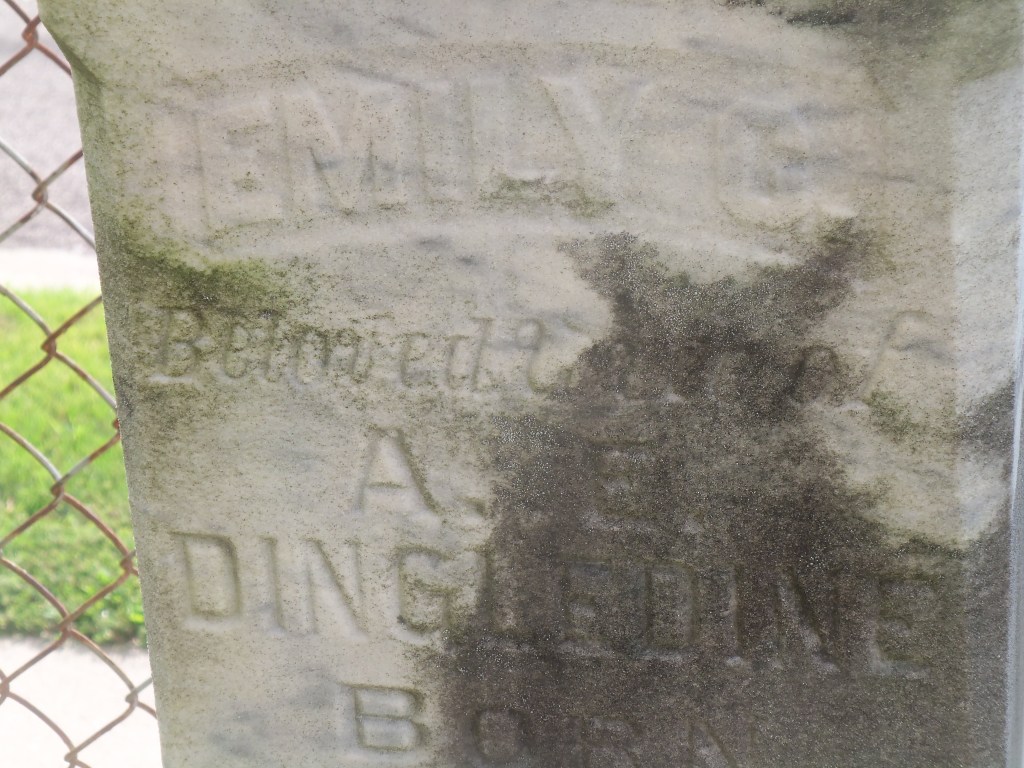 EMILY C
Beloved Wife of
A. E.
DINGLEDINE
BORN